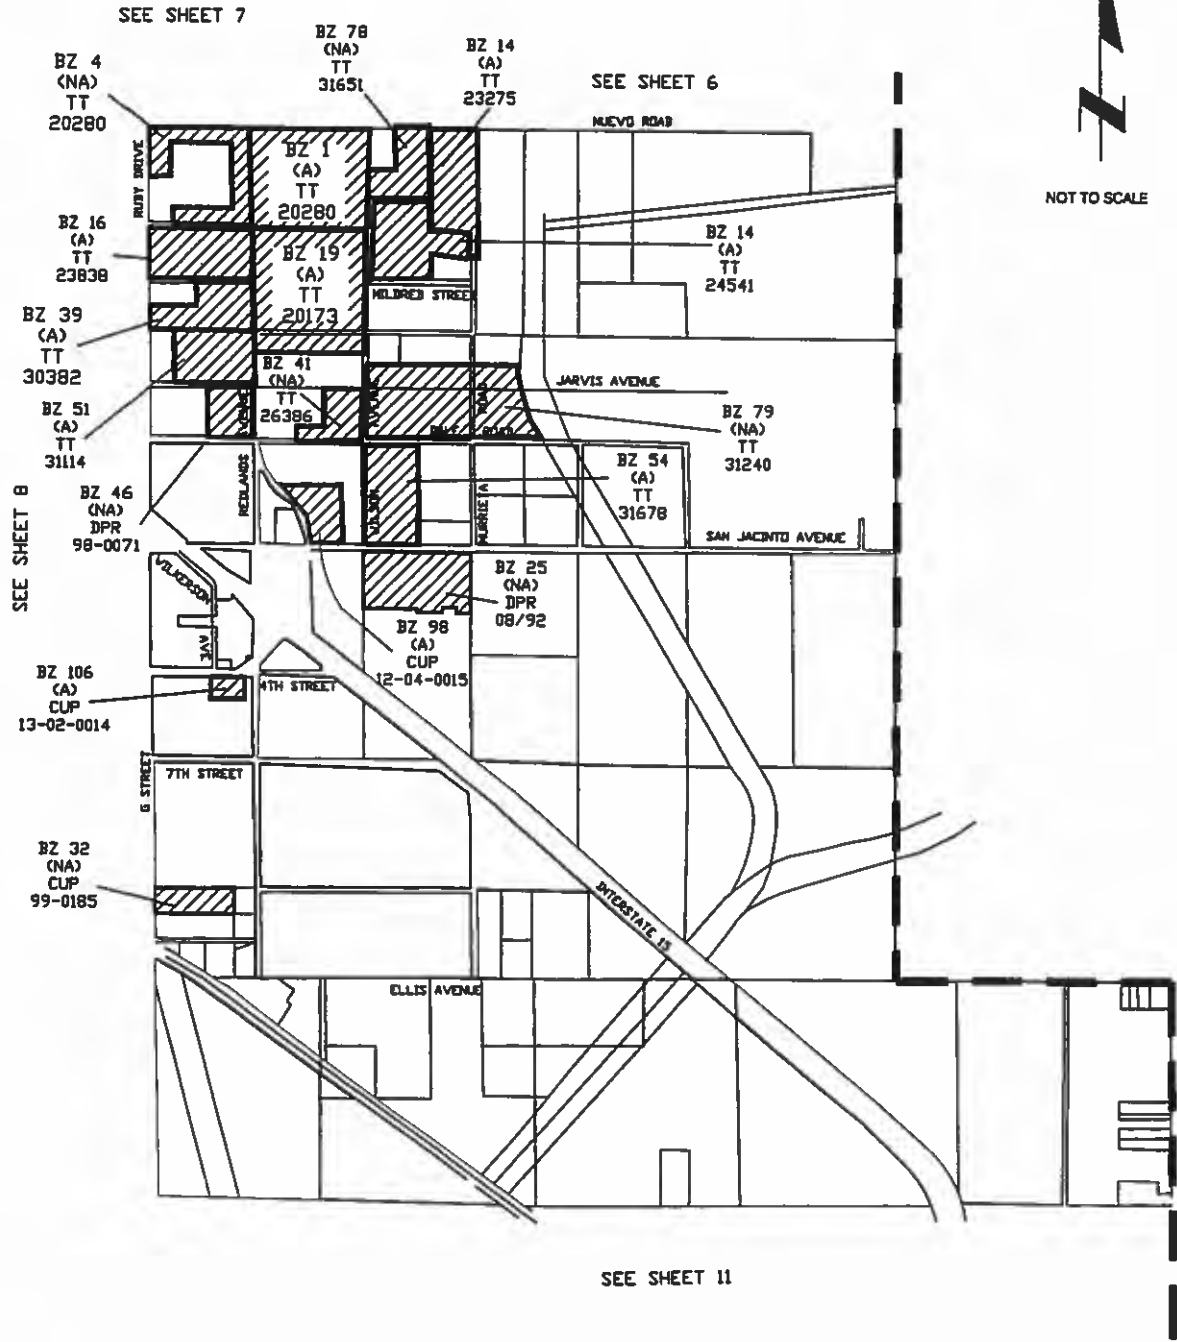 SEE SHEET 7
BZ 78
(NA)
TT
31651
BZ 14
(A)
TT
23275
BZ 4
(NA)
TT
20280
SEE SHEET 6
NUEVO ROAD
RUBY DRIVE
BZ 1
(A)
TT
20280
NOT TO SCALE
BZ 16
(A)
TT
23838
BZ 14
(A)
TT
24541
BZ 19
(A)
TT
20173
MILDRED STREET
BZ 39
(A)
TT
30382
BZ 41
(NA)
TT
26386
JARVIS AVENUE
AVENUE
AVENUE
ROAD
ROAD
BZ 51
(A)
TT
31114
BZ 79
(NA)
TT
31240
BZ 54
(A)
TT
31678
SEE SHEET 8
BZ 46
(NA)
DPR
98-0071
REDLANDS
WILSON
MURRIETA
SAN JACINTO AVENUE
WILKERSON
AVE
BZ 25
(NA)
DPR
08/92
BZ 98
(A)
CUP
12-04-0015
BZ 106
(A)
CUP
13-02-0014
4TH STREET
G STREET
7TH STREET
BZ 32
(NA)
CUP
99-0185
INTERSTATE 15
ELLIS AVENUE
SEE SHEET 11